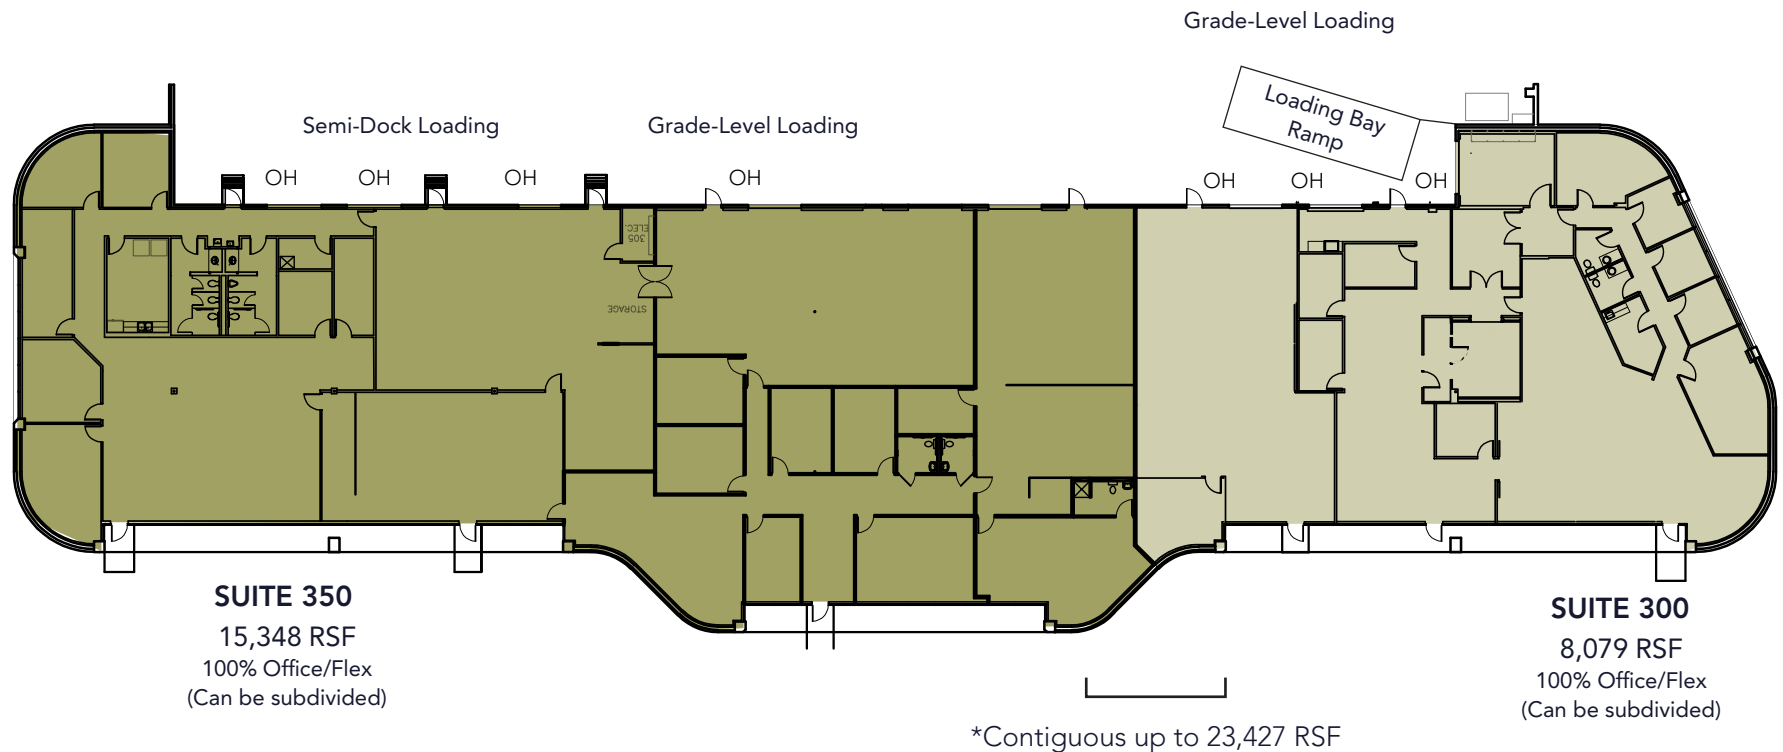 Grade-Level Loading
Loading Bay
Ramp
Semi-Dock Loading
Grade-Level Loading
OH
OH
OH
OH
OH
OH
OH
305
ELEC.
STORAGE
SUITE 350
15,348 RSF
100% Office/Flex
(Can be subdivided)
SUITE 300
8,079 RSF
100% Office/Flex
(Can be subdivided)
*Contiguous up to 23,427 RSF